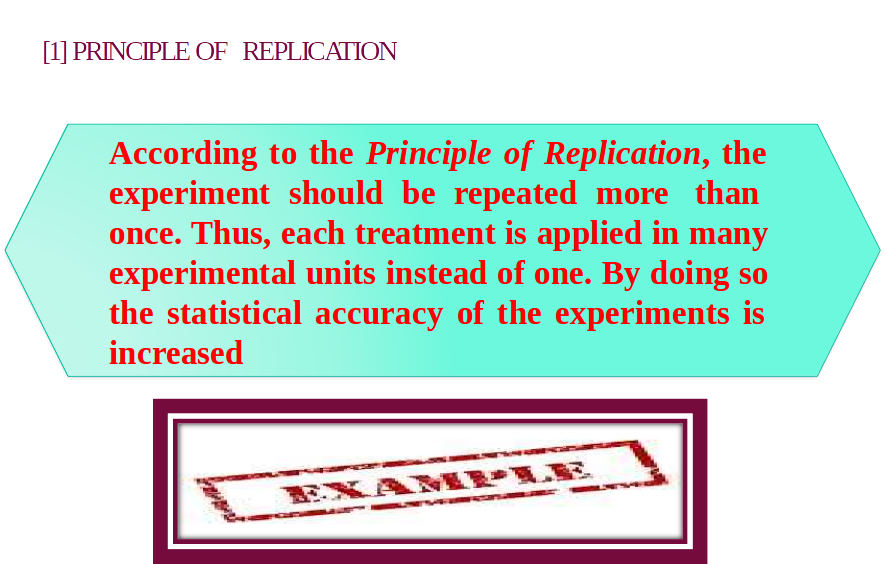 [1] PRINCIPLE OF REPLICATION
According to the Principle of Replication, the
experiment should be repeated more than
once. Thus, each treatment is applied in many
experimental units instead of one. By doing so
the statistical accuracy of the experiments is
increased
EXAMPLE